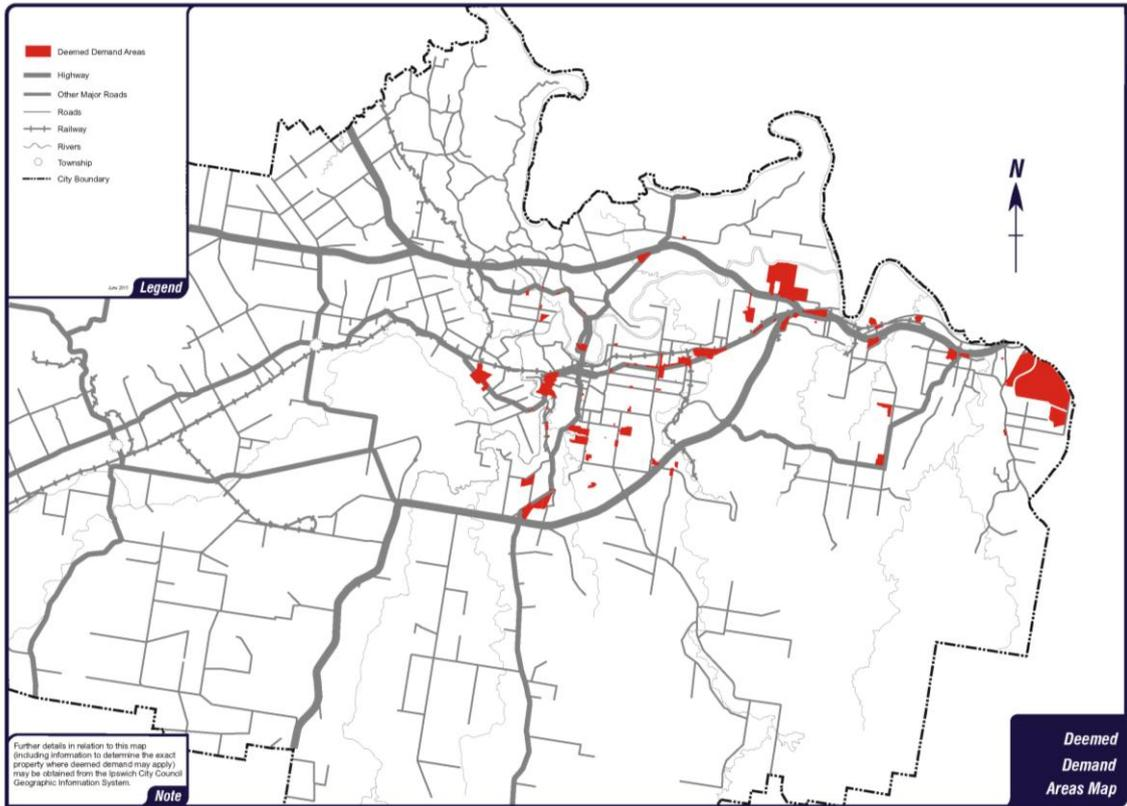 Deemed Demand Areas
Highway
Other Major Roads
Roads
Railway
Rivers
Township
City Boundary
Legend
N
Further details in relation to this map
(including information to determine the exact
property where deemed demand may apply)
may be obtained from the Ipswich City Council
Geographic Information System.
Note
Deemed
Demand
Areas Map